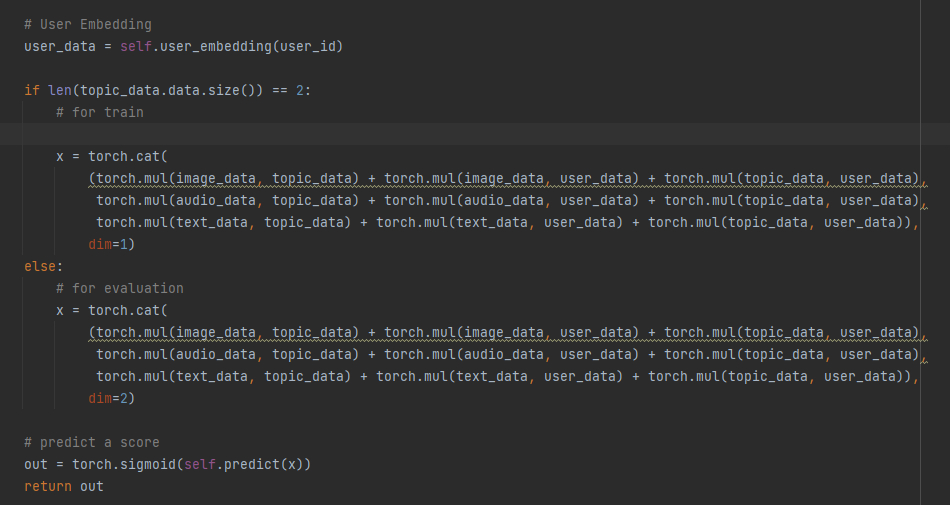 # User Embedding
user_data = self.user_embedding(user_id)
if len(topic_data.data.size()) == 2:
# for train
x = torch.cat(
(torch.mul(image_data, topic_data) + torch.mul(image_data, user_data) + torch.mul(topic_data, user_data),
torch.mul(audio_data, topic_data) + torch.mul(audio_data, user_data) + torch.mul(topic_data, user_data),
torch.mul(text_data, topic_data) + torch.mul(text_data, user_data) + torch.mul(topic_data, user_data)),
dim=1)
else:
# for evaluation
x = torch.cat(
(torch.mul(image_data, topic_data) + torch.mul(image_data, user_data) + torch.mul(topic_data, user_data),
torch.mul(audio_data, topic_data) + torch.mul(audio_data, user_data) + torch.mul(topic_data, user_data),
torch.mul(text_data, topic_data) + torch.mul(text_data, user_data) + torch.mul(topic_data, user_data)),
dim=2)
# predict a score
out = torch.sigmoid(self.predict(x))
return out